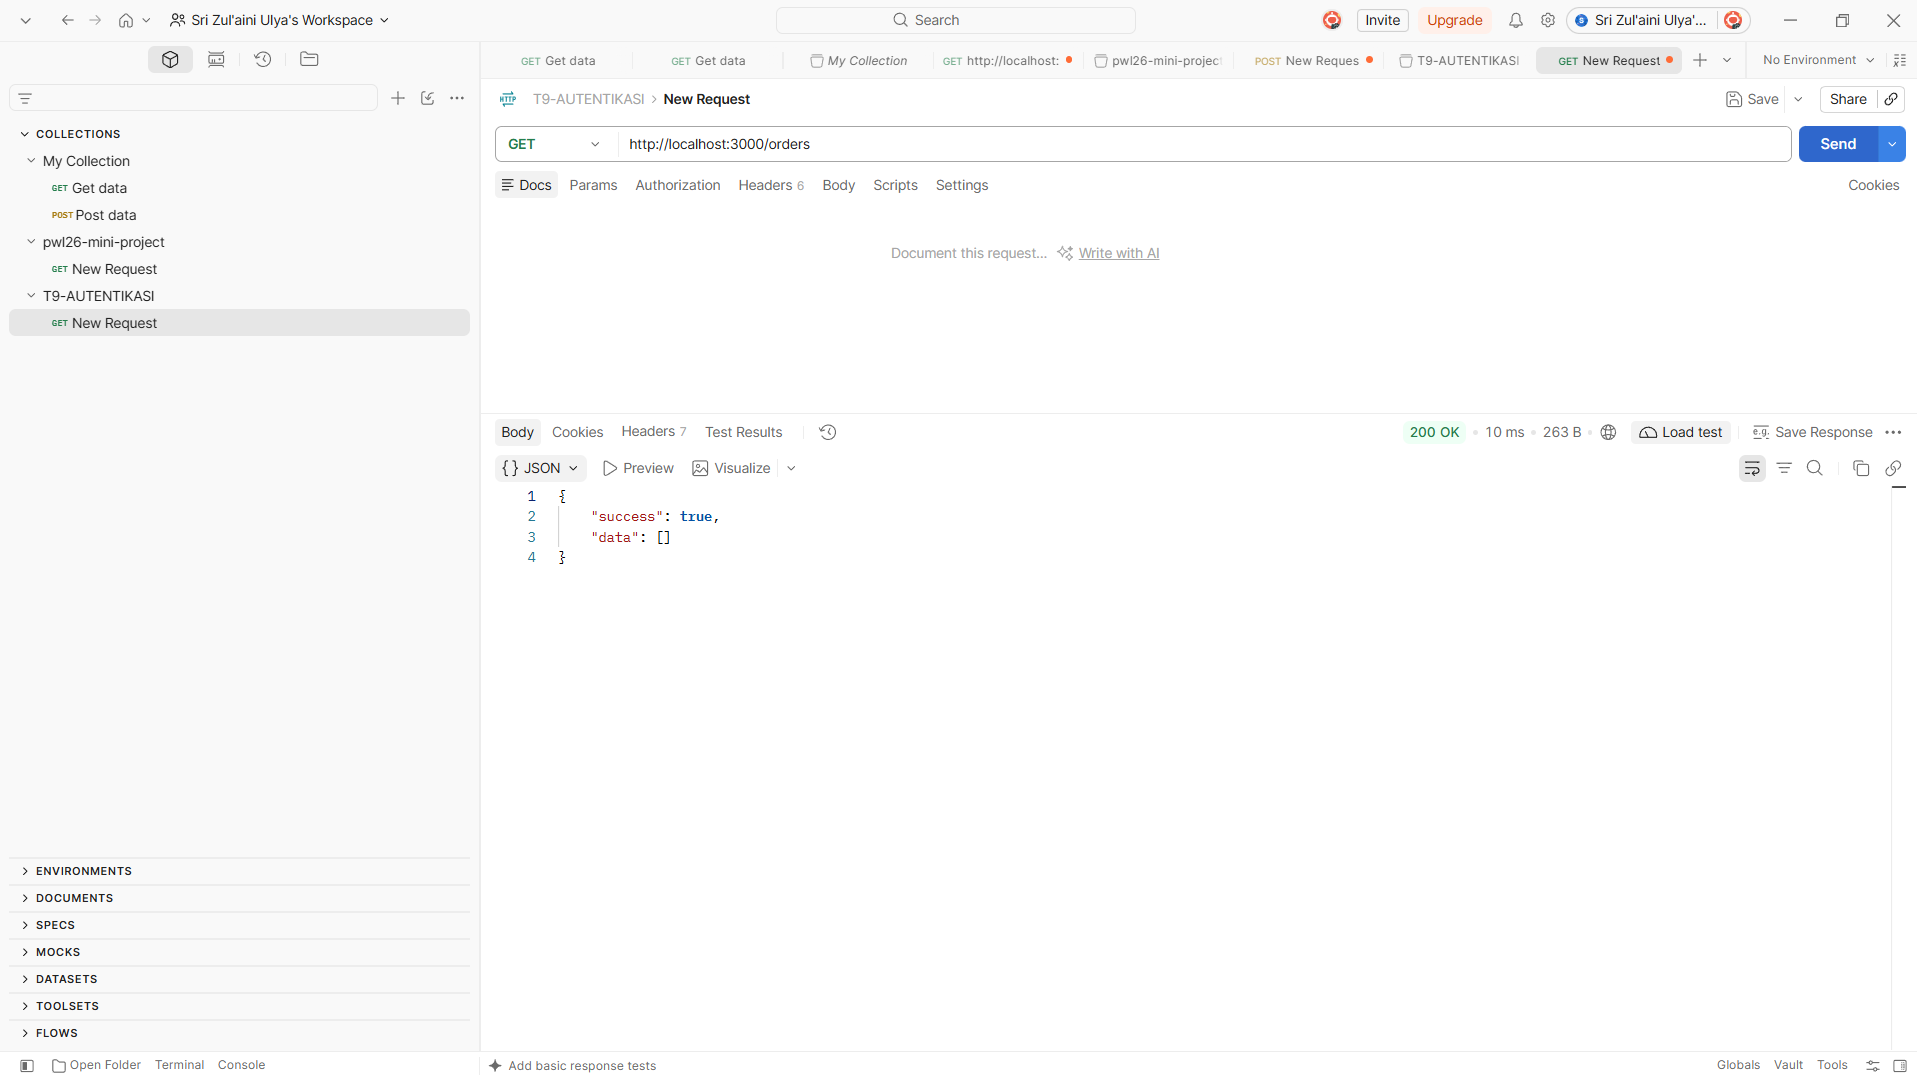 Sri Zul'aini Ulya's Workspace
Search
Invite
Upgrade
Sri Zul'aini Ulya'...
GET Get data
GET Get data
My Collection
GET http://localhost:
pwl26-mini-project
POST New Reques
T9-AUTENTIKASI
GET New Request
No Environment
HTTP T9-AUTENTIKASI > New Request
Save
Share
COLLECTIONS
My Collection
GET Get data
POST Post data
pwl26-mini-project
GET New Request
T9-AUTENTIKASI
GET New Request
GET http://localhost:3000/orders
Send
Docs Params Authorization Headers 6 Body Scripts Settings
Cookies
Document this request... Write with AI
Body Cookies Headers 7 Test Results
200 OK • 10 ms • 263 B •
Load test
e.g. Save Response
{} JSON Preview Visualize
1 {
2 "success": true,
3 "data": []
4 }
ENVIRONMENTS
DOCUMENTS
SPECS
MOCKS
DATASETS
TOOLSETS
FLOWS
Open Folder Terminal Console
Add basic response tests
Globals Vault Tools